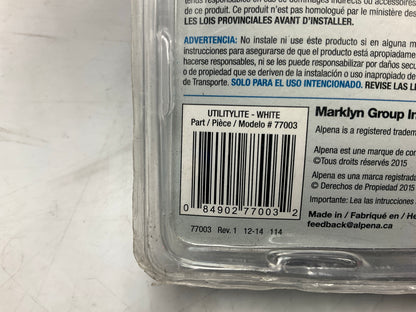 responsables en cas de dommages indirects ou accessoires
de ce produit. Ce produit n'est pas homologué par le ministère de
LES LOIS PROVINCIALES AVANT D'INSTALLER.
ADVERTENCIA: No instale ni use éste producto si en alguna m
instrucciones para asegurarse de que el producto está apropiadame
hacerse responsables, ni se les puede responsabilizar por daños secu
o de propiedad que se deriven de la instalación o uso inapropiado de
de Transporte. SOLO PARA EL USO INTENCIONADO. REVISE LAS LE
UTILITYLITE - WHITE
Part / Pièce / Modelo # 77003
0 84902 77003 2
77003 Rev. 1 12-14 114
Marklyn Group In
Alpena is a registered tradem
Alpena est une marque de com
©Tous droits réservés 2015
Alpena es una marca registrada
© Derechos de Propiedad 2015
Importante: Lea las intrucciones
Made in / Fabriqué en / He
feedback@alpena.ca